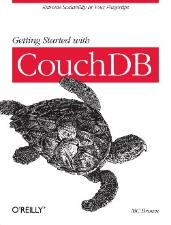 Extreme Scalability at Your Fingertips
Getting Started with
CouchDB
O'REILLY®
MC Brown